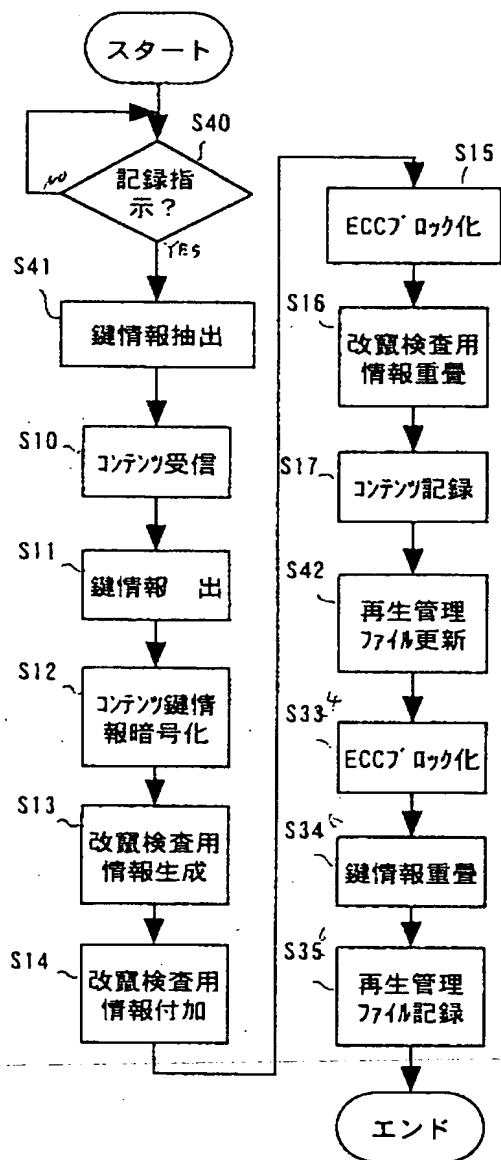 スタート
S40
記録指
示？
NO
YES
S41
鍵情報抽出
S10
コンテンツ受信
S11
鍵情報 出
S12
コンテンツ鍵情
報暗号化
S13
改竄検査用
情報生成
S14
改竄検査用
情報付加
S15
ECCブロック化
S16
改竄検査用
情報重畳
S17
コンテンツ記録
S42
再生管理
ファイル更新
S33
4
ECCブロック化
S34
鍵情報重畳
S35
再生管理
ファイル記録
エンド